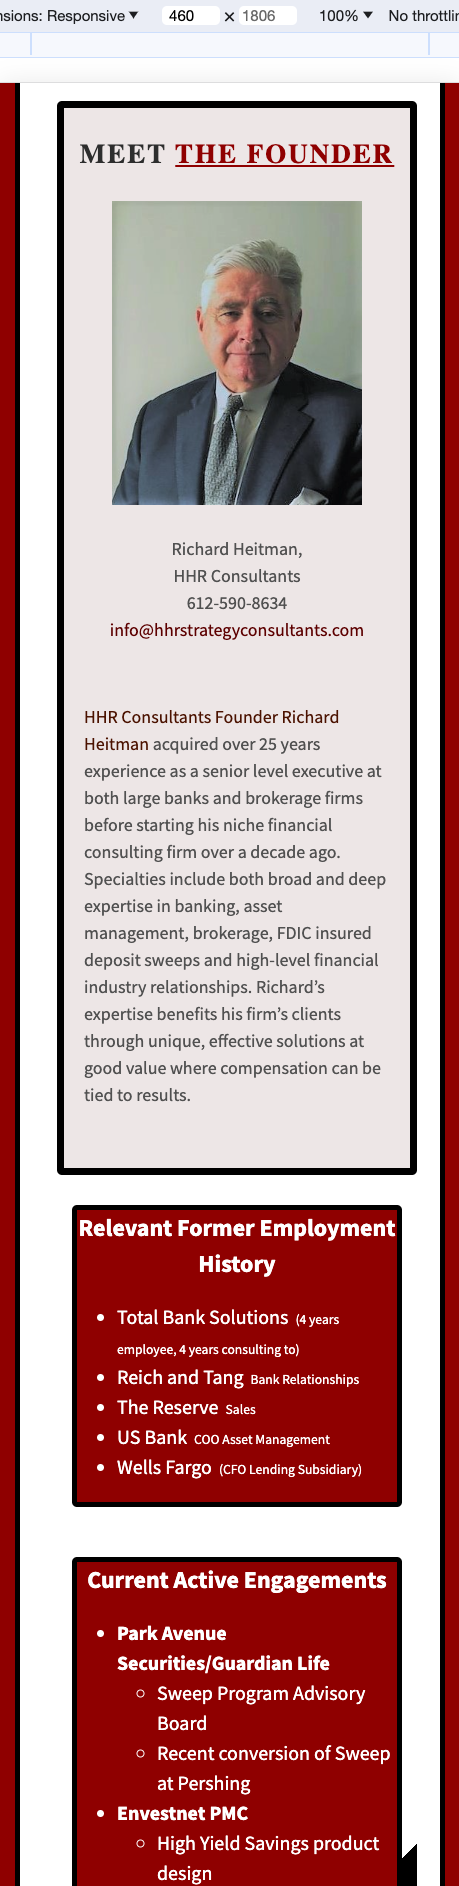 nsions: Responsive ▼ 460 × 1806 100% ▼ No throttlin
MEET THE FOUNDER
Richard Heitman,
HHR Consultants
612-590-8634
info@hhrstrategyconsultants.com
HHR Consultants Founder Richard
Heitman acquired over 25 years
experience as a senior level executive at
both large banks and brokerage firms
before starting his niche financial
consulting firm over a decade ago.
Specialties include both broad and deep
expertise in banking, asset
management, brokerage, FDIC insured
deposit sweeps and high-level financial
industry relationships. Richard’s
expertise benefits his firm’s clients
through unique, effective solutions at
good value where compensation can be
tied to results.
Relevant Former Employment
History
• Total Bank Solutions (4 years
employee, 4 years consulting to)
• Reich and Tang Bank Relationships
• The Reserve Sales
• US Bank COO Asset Management
• Wells Fargo (CFO Lending Subsidiary)
Current Active Engagements
• Park Avenue
Securities/Guardian Life
◦ Sweep Program Advisory
Board
◦ Recent conversion of Sweep
at Pershing
• Envestnet PMC
◦ High Yield Savings product
design